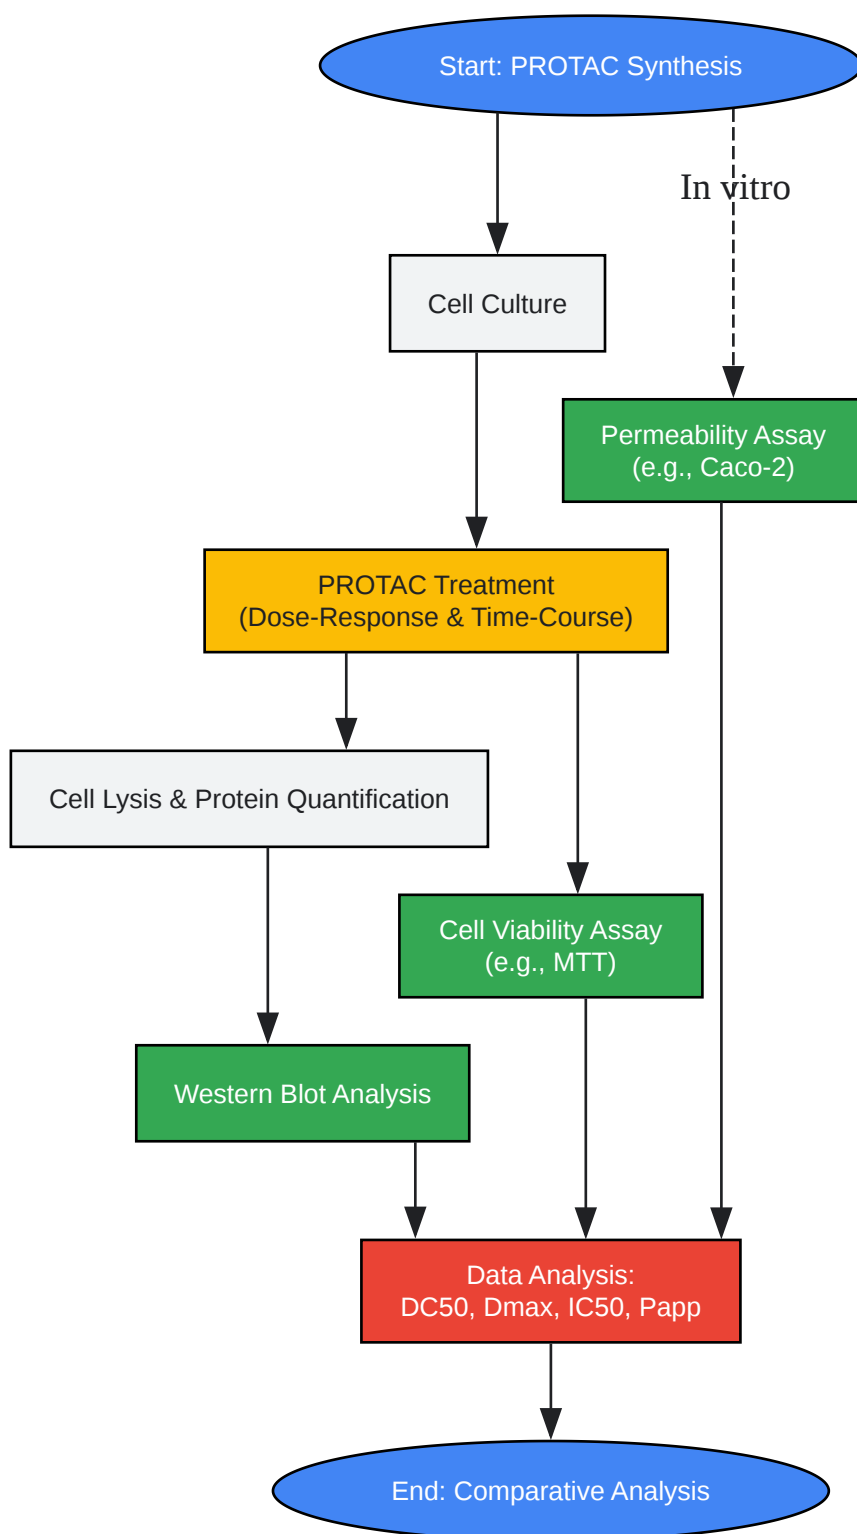 Start: PROTAC Synthesis
In vitro
Cell Culture
Permeability Assay
(e.g., Caco-2)
PROTAC Treatment
(Dose-Response & Time-Course)
Cell Lysis & Protein Quantification
Cell Viability Assay
(e.g., MTT)
Western Blot Analysis
Data Analysis:
DC50, Dmax, IC50, Papp
End: Comparative Analysis